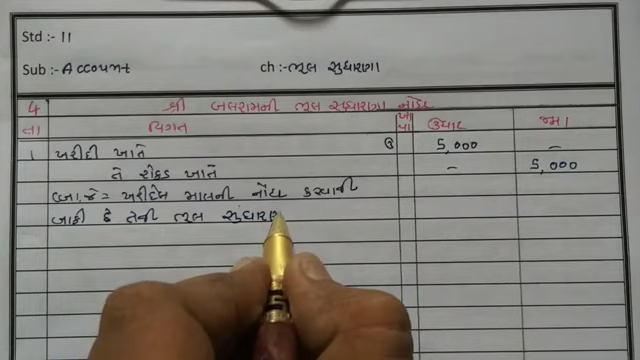 Std :- 11
Sub :- Account ch :- ભૂલ સુધારણા
4 શ્રી જલારામની ભૂલ સુધારણા નોંધ
તા વિગત ખા પા ઉધાર જમા
1 ખરીદી ખાતે ઉ 5,000 –
તે રોકડ ખાતે – 5,000
(બા.જે= ખરીદેલ માલની નોંધ કરવાની
બાકી છે તેની ભૂલ સુધારણ